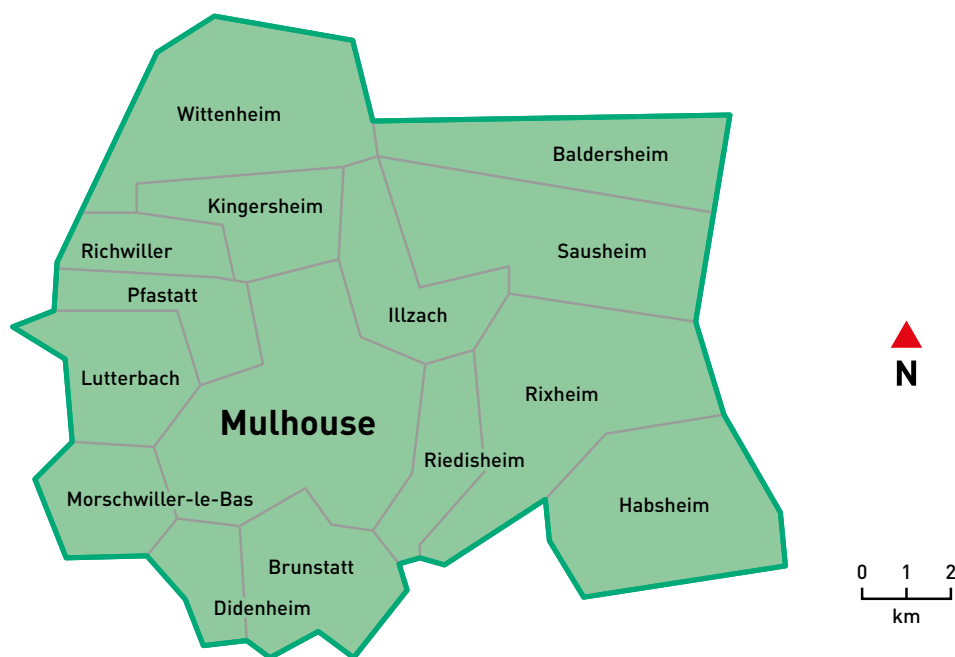 Wittenheim
Baldersheim
Kingersheim
Richwiller
Sausheim
Pfastatt
Illzach
Lutterbach
Rixheim
Mulhouse
Riedisheim
Morschwiller-le-Bas
Habsheim
Brunstatt
Didenheim
N
0 1 2
km